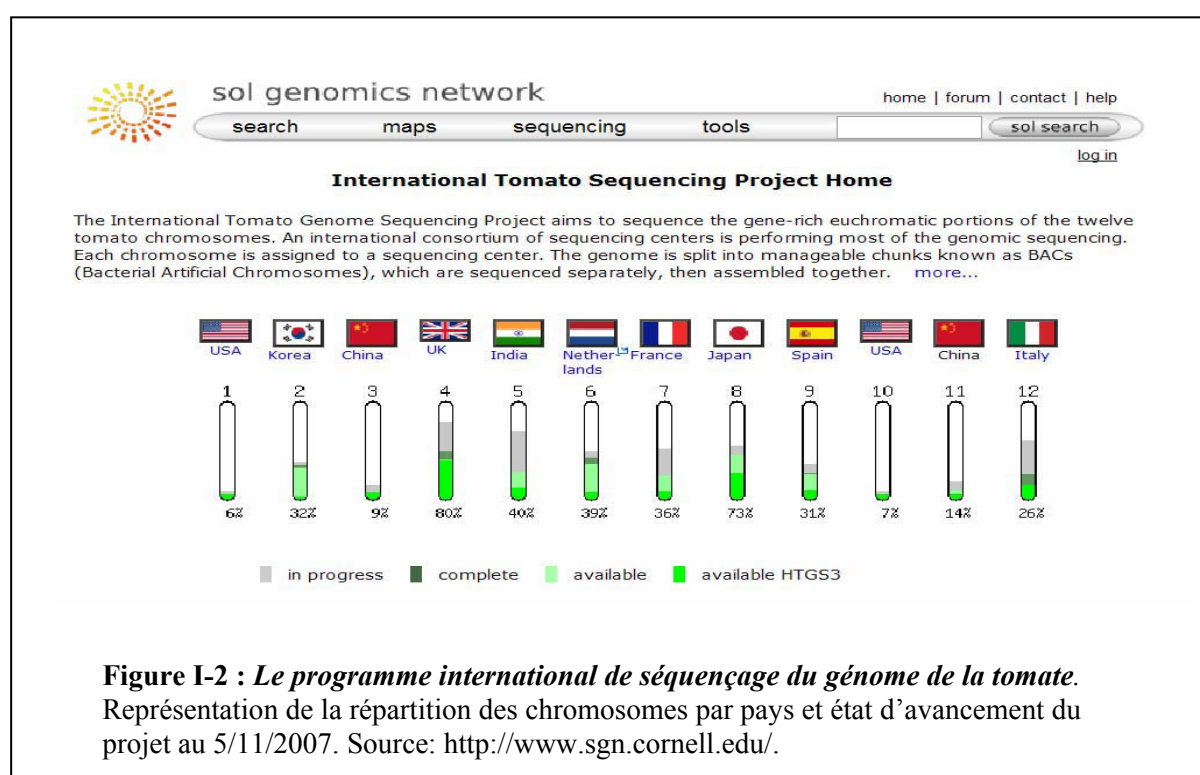 sol genomics network
home | forum | contact | help
search maps sequencing tools sol search
log in
International Tomato Sequencing Project Home
The International Tomato Genome Sequencing Project aims to sequence the gene-rich euchromatic portions of the twelve
tomato chromosomes. An international consortium of sequencing centers is performing most of the genomic sequencing.
Each chromosome is assigned to a sequencing center. The genome is split into manageable chunks known as BACs
(Bacterial Artificial Chromosomes), which are sequenced separately, then assembled together. more...
USA Korea China UK India Nether- France Japan Spain USA China Italy
lands
1 2 3 4 5 6 7 8 9 10 11 12
6% 32% 9% 80% 40% 39% 36% 73% 31% 7% 14% 26%
in progress complete available available HTGS3
Figure I-2 : Le programme international de séquençage du génome de la tomate.
Représentation de la répartition des chromosomes par pays et état d’avancement du
projet au 5/11/2007. Source: http://www.sgn.cornell.edu/.